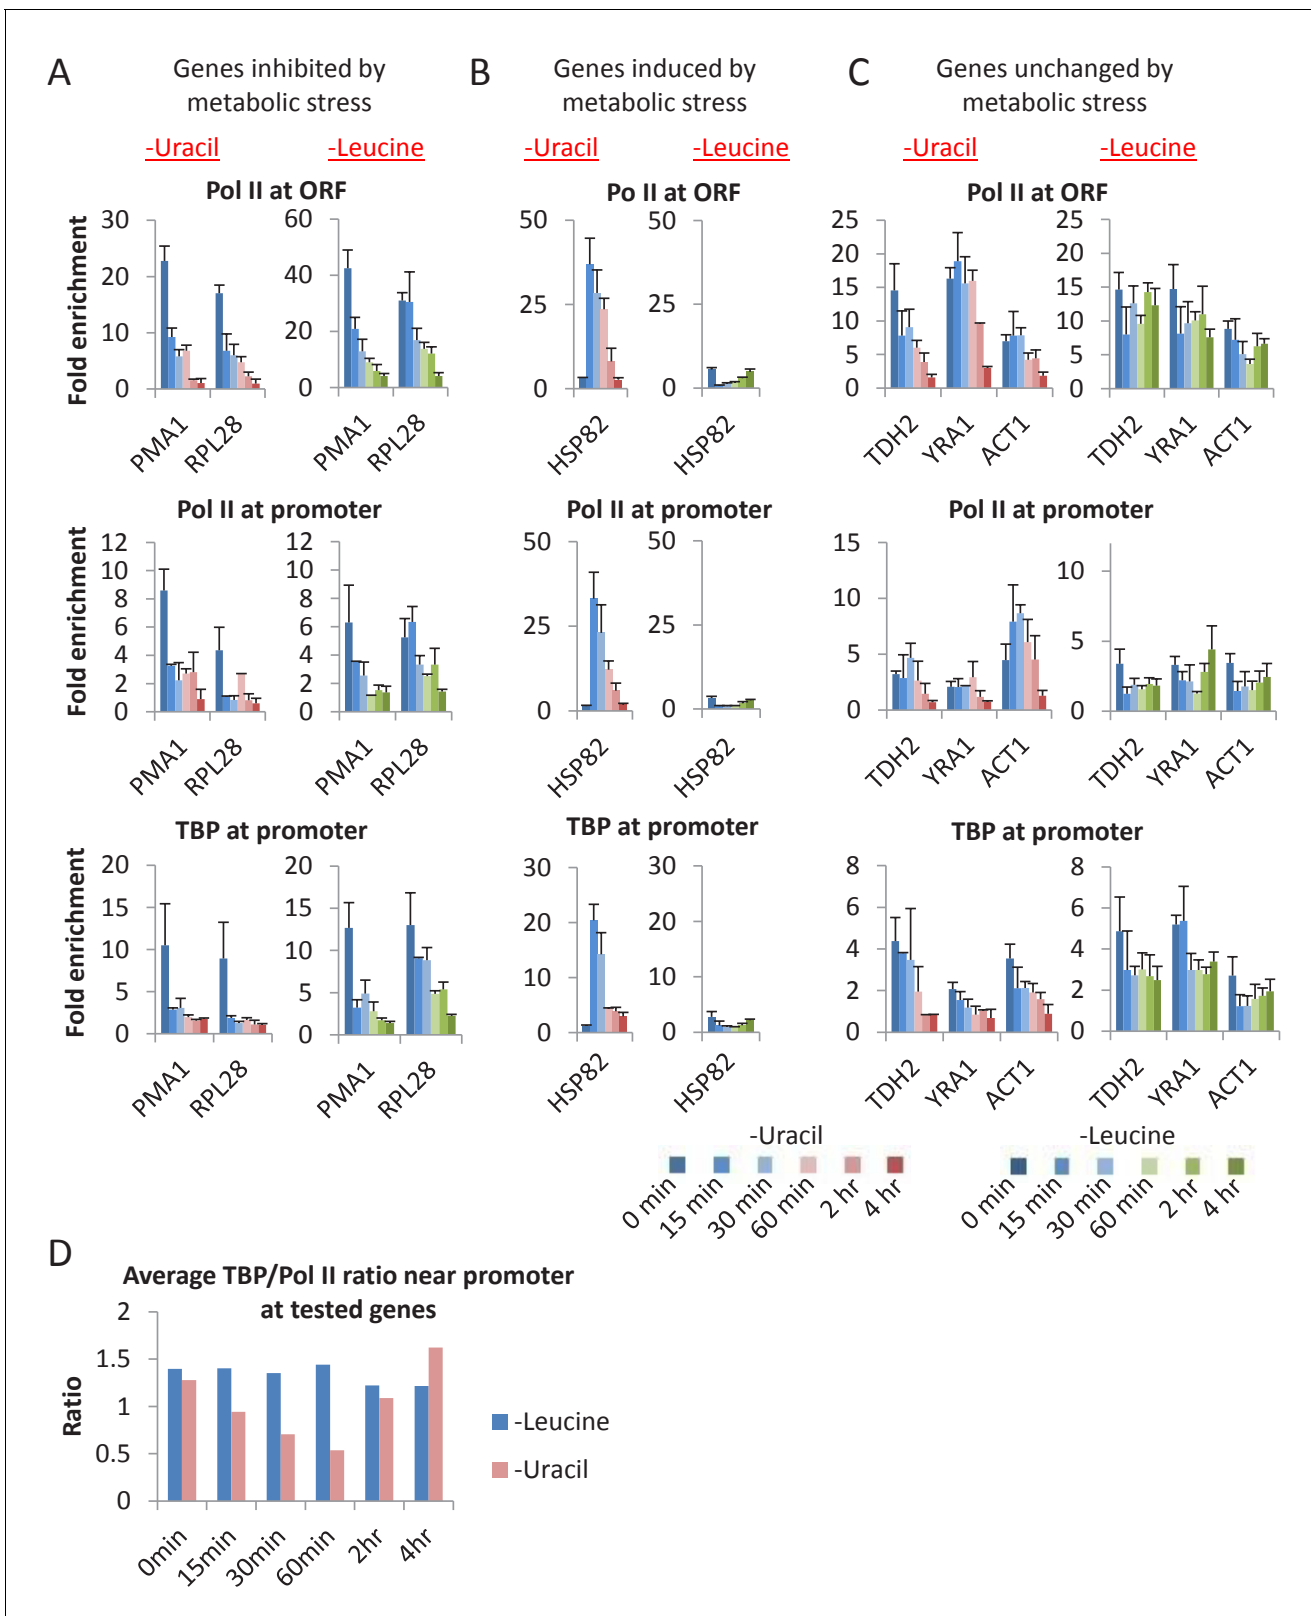 A Genes inhibited by metabolic stress
-Uracil -Leucine
Pol II at ORF
Fold enrichment
30 20 10 0
60 40 20 0
PMA1 RPL28 PMA1 RPL28
Pol II at promoter
Fold enrichment
12 10 8 6 4 2 0
12 10 8 6 4 2 0
PMA1 RPL28 PMA1 RPL28
TBP at promoter
Fold enrichment
20 15 10 5 0
20 15 10 5 0
PMA1 RPL28 PMA1 RPL28
B Genes induced by metabolic stress
-Uracil -Leucine
Po II at ORF
50 25 0
50 25 0
HSP82 HSP82
Pol II at promoter
50 25 0
50 25 0
HSP82 HSP82
TBP at promoter
30 20 10 0
30 20 10 0
HSP82 HSP82
C Genes unchanged by metabolic stress
-Uracil -Leucine
Pol II at ORF
25 20 15 10 5 0
25 20 15 10 5 0
TDH2 YRA1 ACT1 TDH2 YRA1 ACT1
Pol II at promoter
15 10 5 0
10 5 0
TDH2 YRA1 ACT1 TDH2 YRA1 ACT1
TBP at promoter
8 6 4 2 0
8 6 4 2 0
TDH2 YRA1 ACT1 TDH2 YRA1 ACT1
-Uracil
0 min 15 min 30 min 60 min 2 hr 4 hr
-Leucine
0 min 15 min 30 min 60 min 2 hr 4 hr
D Average TBP/Pol II ratio near promoter
at tested genes
Ratio
2 1.5 1 0.5 0
0min 15min 30min 60min 2hr 4hr
-Leucine
-Uracil